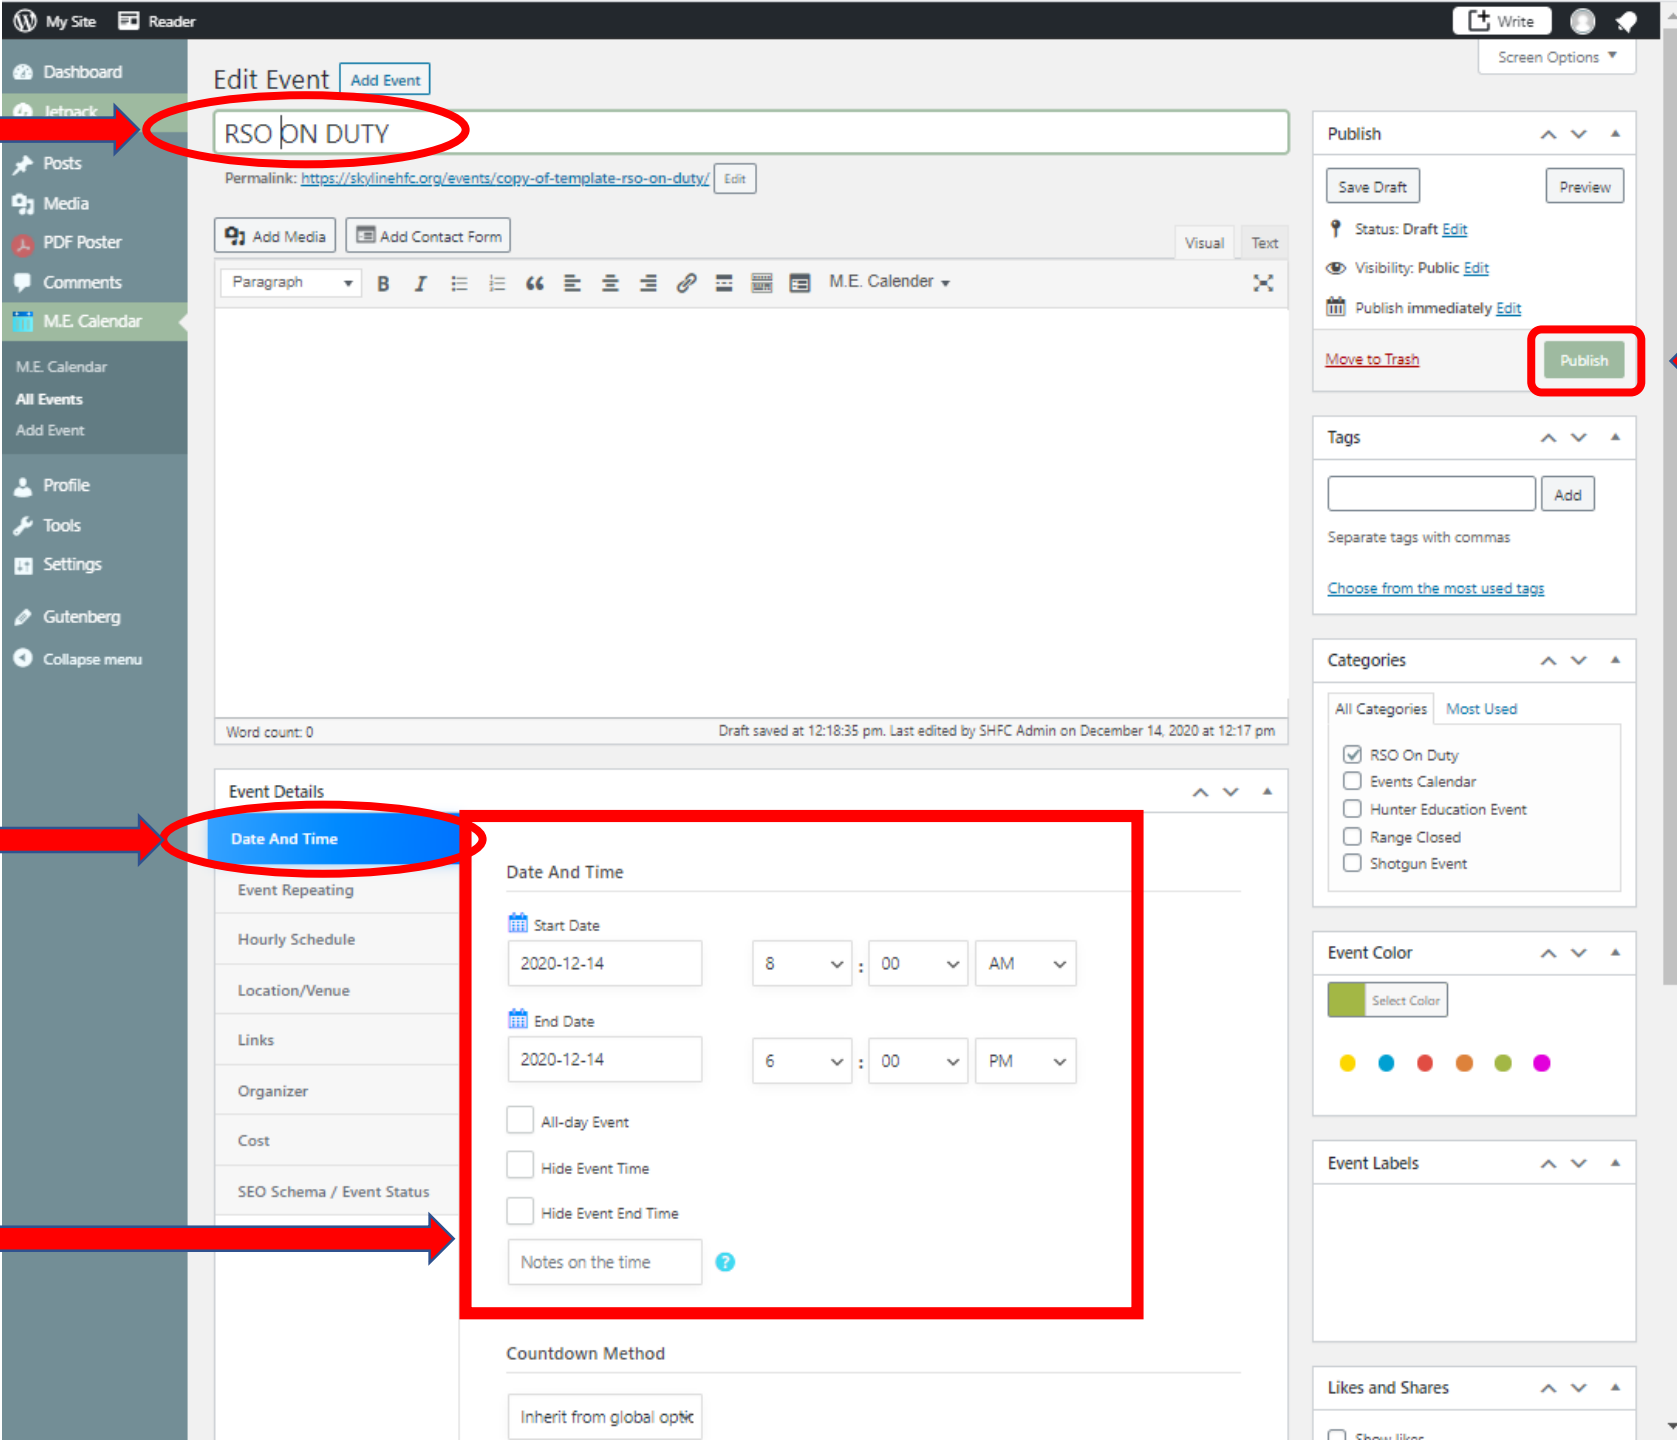 My Site
Reader
Write
Screen Options
Dashboard
Jetpack
Posts
Media
PDF Poster
Comments
M.E. Calendar
M.E. Calendar
All Events
Add Event
Profile
Tools
Settings
Gutenberg
Collapse menu
Edit Event
Add Event
RSO ON DUTY
Permalink: https://skylinehfc.org/events/copy-of-template-rso-on-duty/ Edit
Add Media
Add Contact Form
Visual
Text
Paragraph
M.E. Calender
Word count: 0
Draft saved at 12:18:35 pm. Last edited by SHFC Admin on December 14, 2020 at 12:17 pm
Event Details
Date And Time
Event Repeating
Hourly Schedule
Location/Venue
Links
Organizer
Cost
SEO Schema / Event Status
Date And Time
Start Date
2020-12-14
8 : 00 AM
End Date
2020-12-14
6 : 00 PM
All-day Event
Hide Event Time
Hide Event End Time
Notes on the time
?
Countdown Method
Inherit from global optic
Publish
Save Draft
Preview
Status: Draft Edit
Visibility: Public Edit
Publish immediately Edit
Move to Trash
Publish
Tags
Add
Separate tags with commas
Choose from the most used tags
Categories
All Categories
Most Used
RSO On Duty
Events Calendar
Hunter Education Event
Range Closed
Shotgun Event
Event Color
Select Color
Event Labels
Likes and Shares
Show likes